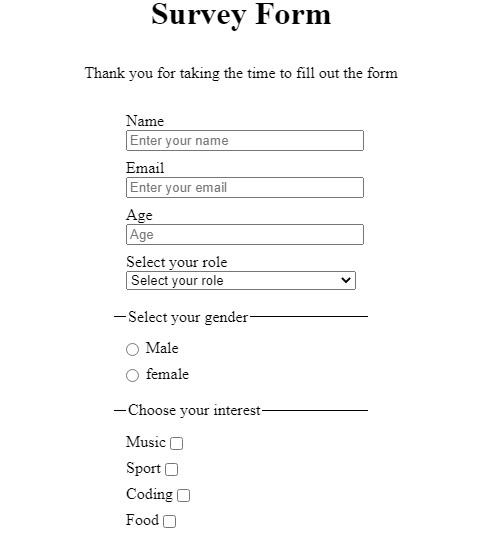 Survey Form
Thank you for taking the time to fill out the form
Name
Enter your name
Email
Enter your email
Age
Age
Select your role
Select your role
Select your gender
Male
female
Choose your interest
Music
Sport
Coding
Food